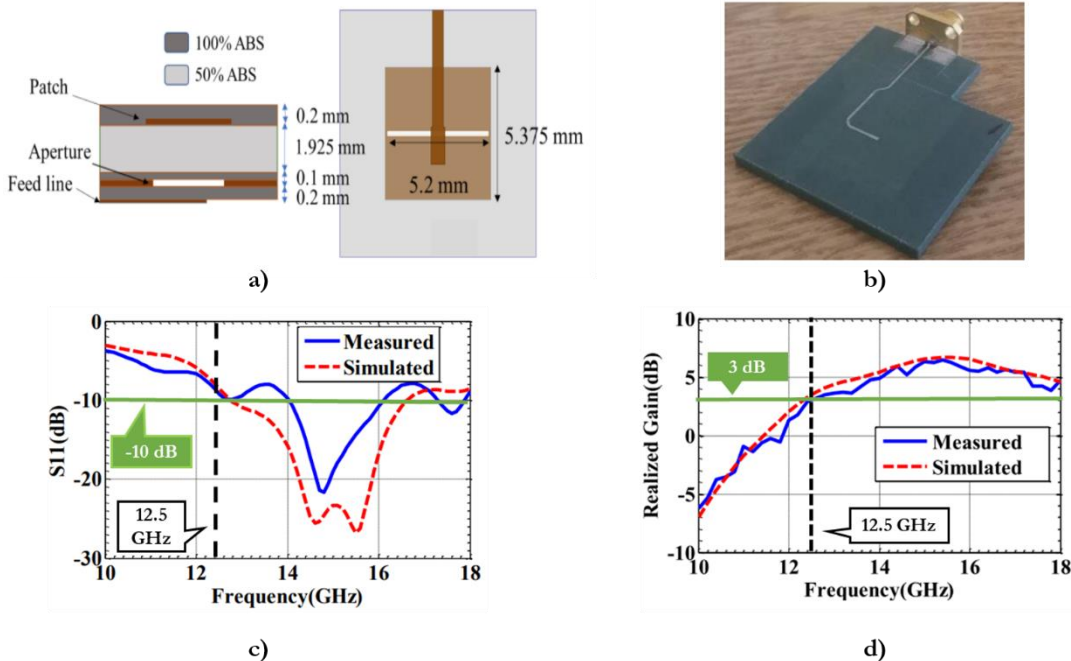 100% ABS
50% ABS
Patch
Aperture
Feed line
0.2 mm
1.925 mm
0.1 mm
0.2 mm
5.2 mm
5.375 mm
a)
b)
0
-10
-20
-30
S11(dB)
Measured
Simulated
-10 dB
12.5
GHz
10 12 14 16 18
Frequency(GHz)
c)
10
5
0
-5
-10
Realized Gain(dB)
3 dB
Measured
Simulated
12.5 GHz
10 12 14 16 18
Frequency(GHz)
d)